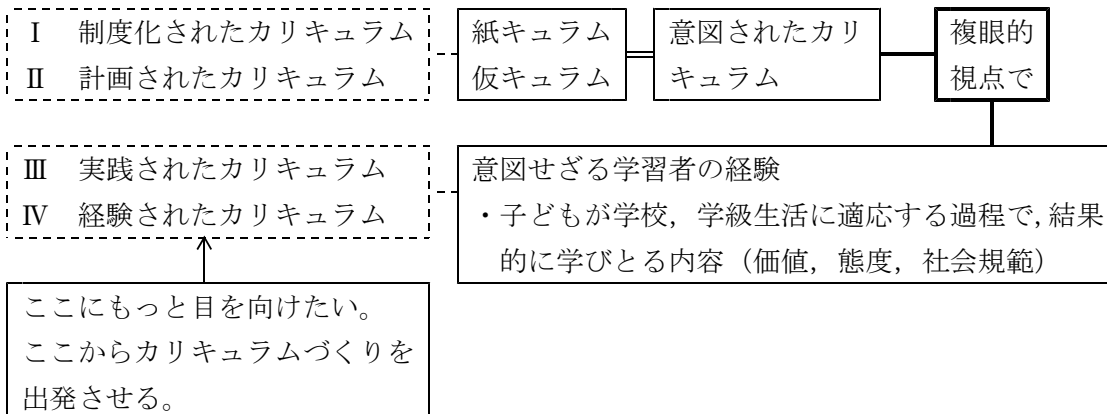 Ⅰ 制度化されたカリキュラム
Ⅱ 計画されたカリキュラム
紙キュラム
仮キュラム
意図されたカリ
キュラム
複眼的
視点で
Ⅲ 実践されたカリキュラム
Ⅳ 経験されたカリキュラム
意図せざる学習者の経験
・子どもが学校，学級生活に適応する過程で，結果
的に学びとる内容（価値，態度，社会規範）
ここにもっと目を向けたい。
ここからカリキュラムづくりを
出発させる。